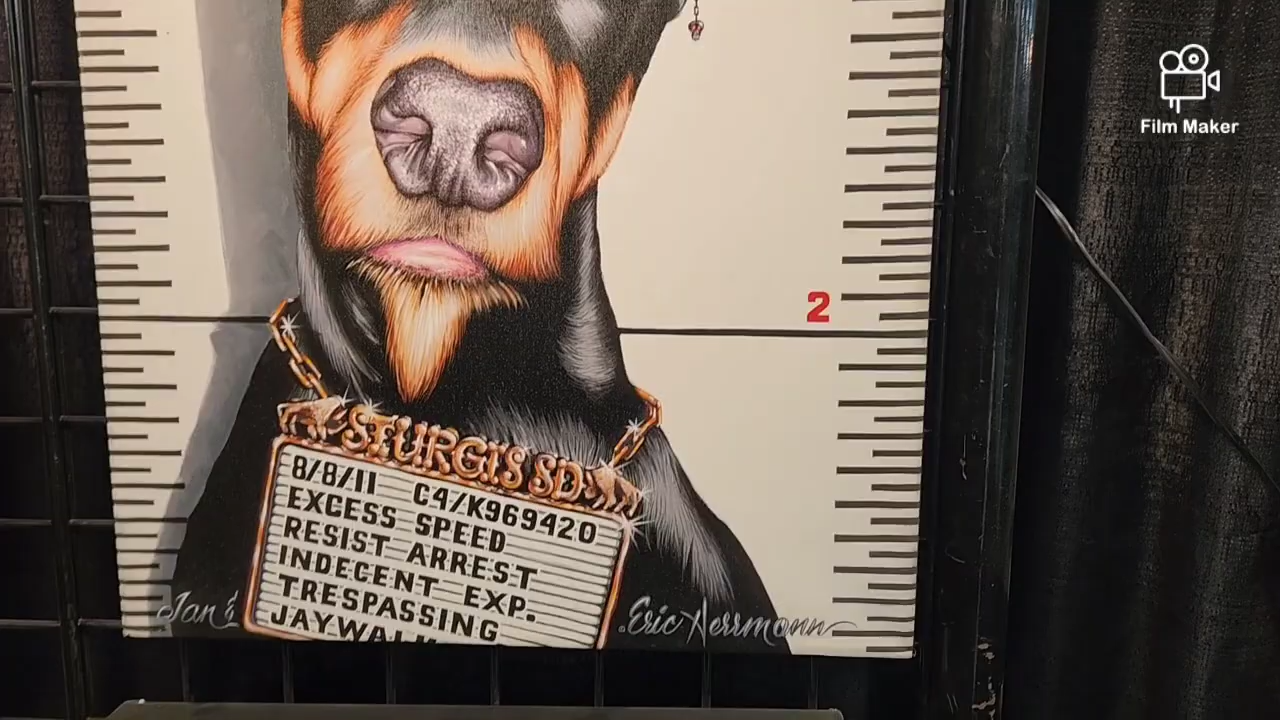 Film Maker
2
STURGIS SD
8/8/11 C4/K969420
EXCESS SPEED
RESIST ARREST
INDECENT EXP.
TRESPASSING
Jan & Eric Herrmann